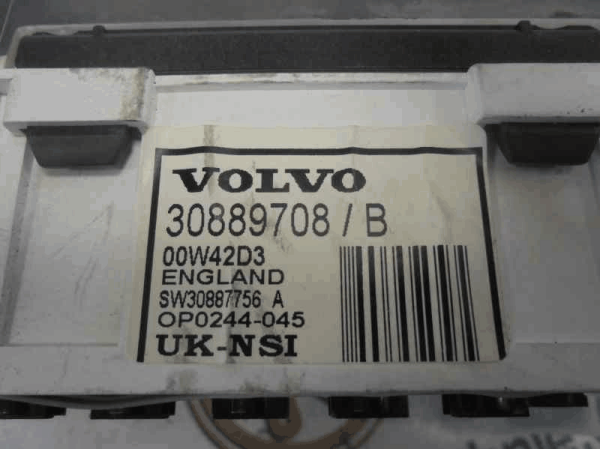 VOLVO
30889708 / B
00W42D3
ENGLAND
SW30887756 A
OP0244-045
UK-NSI